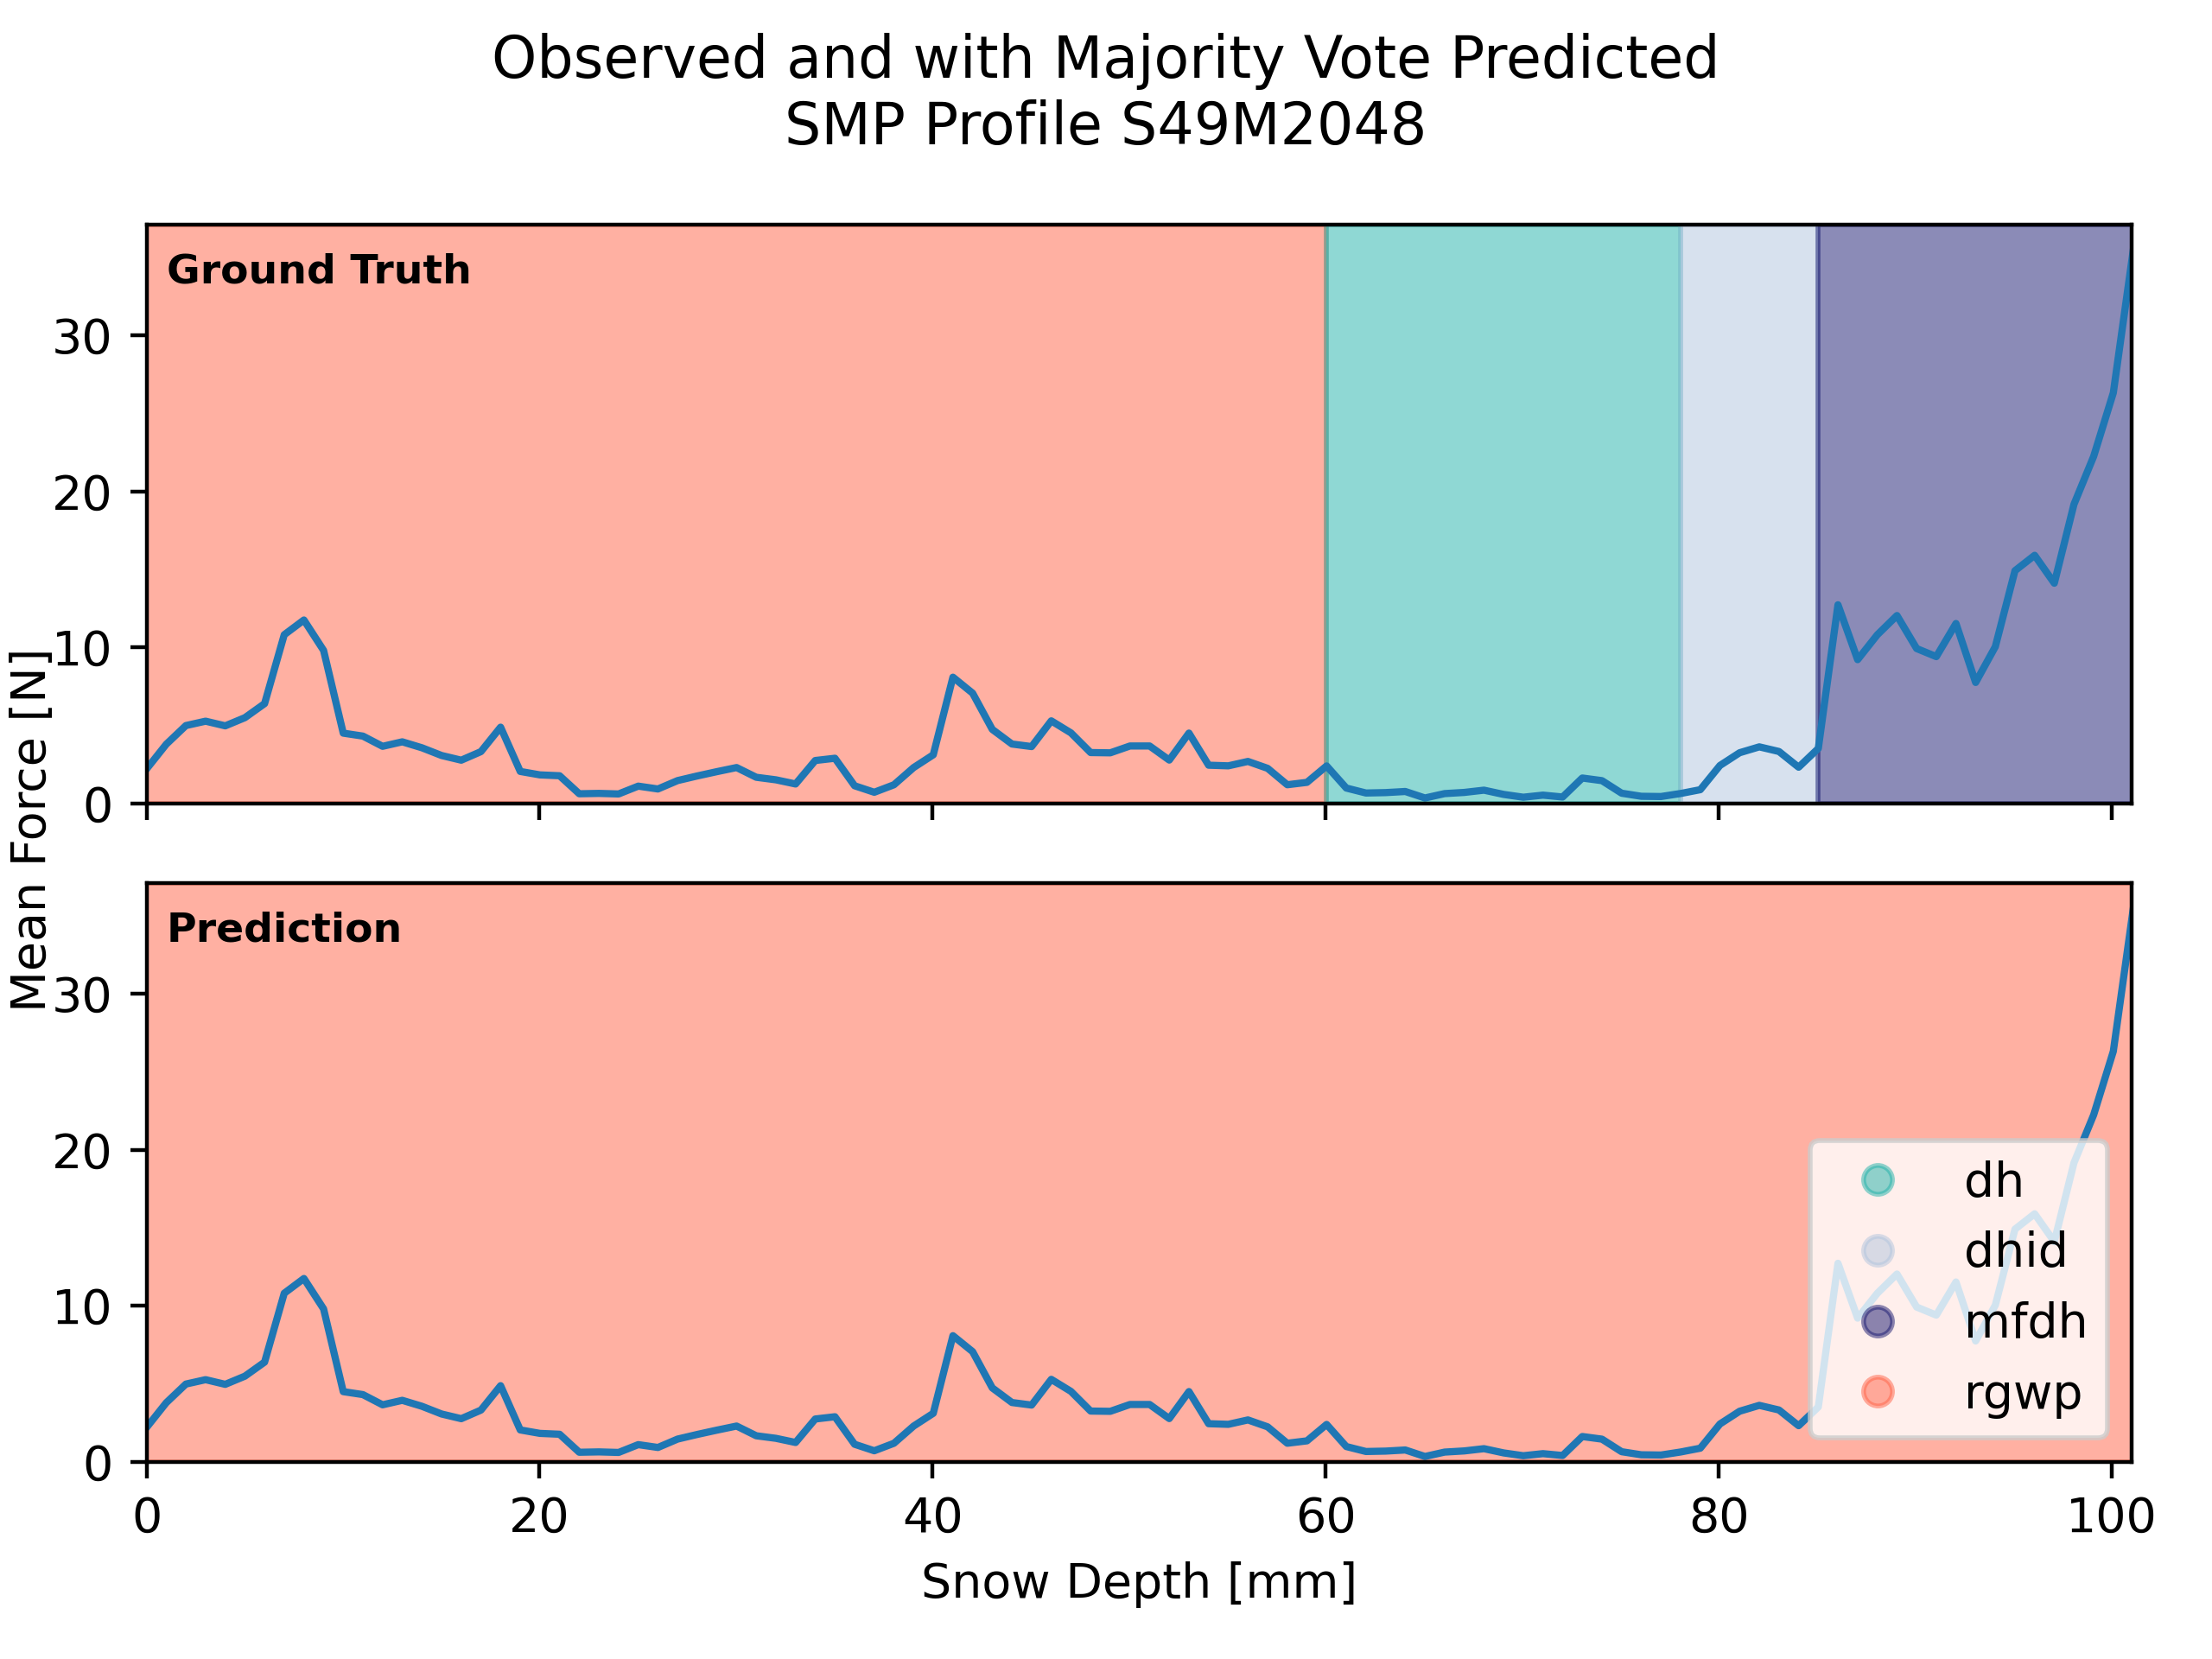 Observed and with Majority Vote Predicted
SMP Profile S49M2048
Ground Truth
30
20
10
0
Mean Force [N]
Prediction
30
20
10
0
dh
dhid
mfdh
rgwp
0 20 40 60 80 100
Snow Depth [mm]